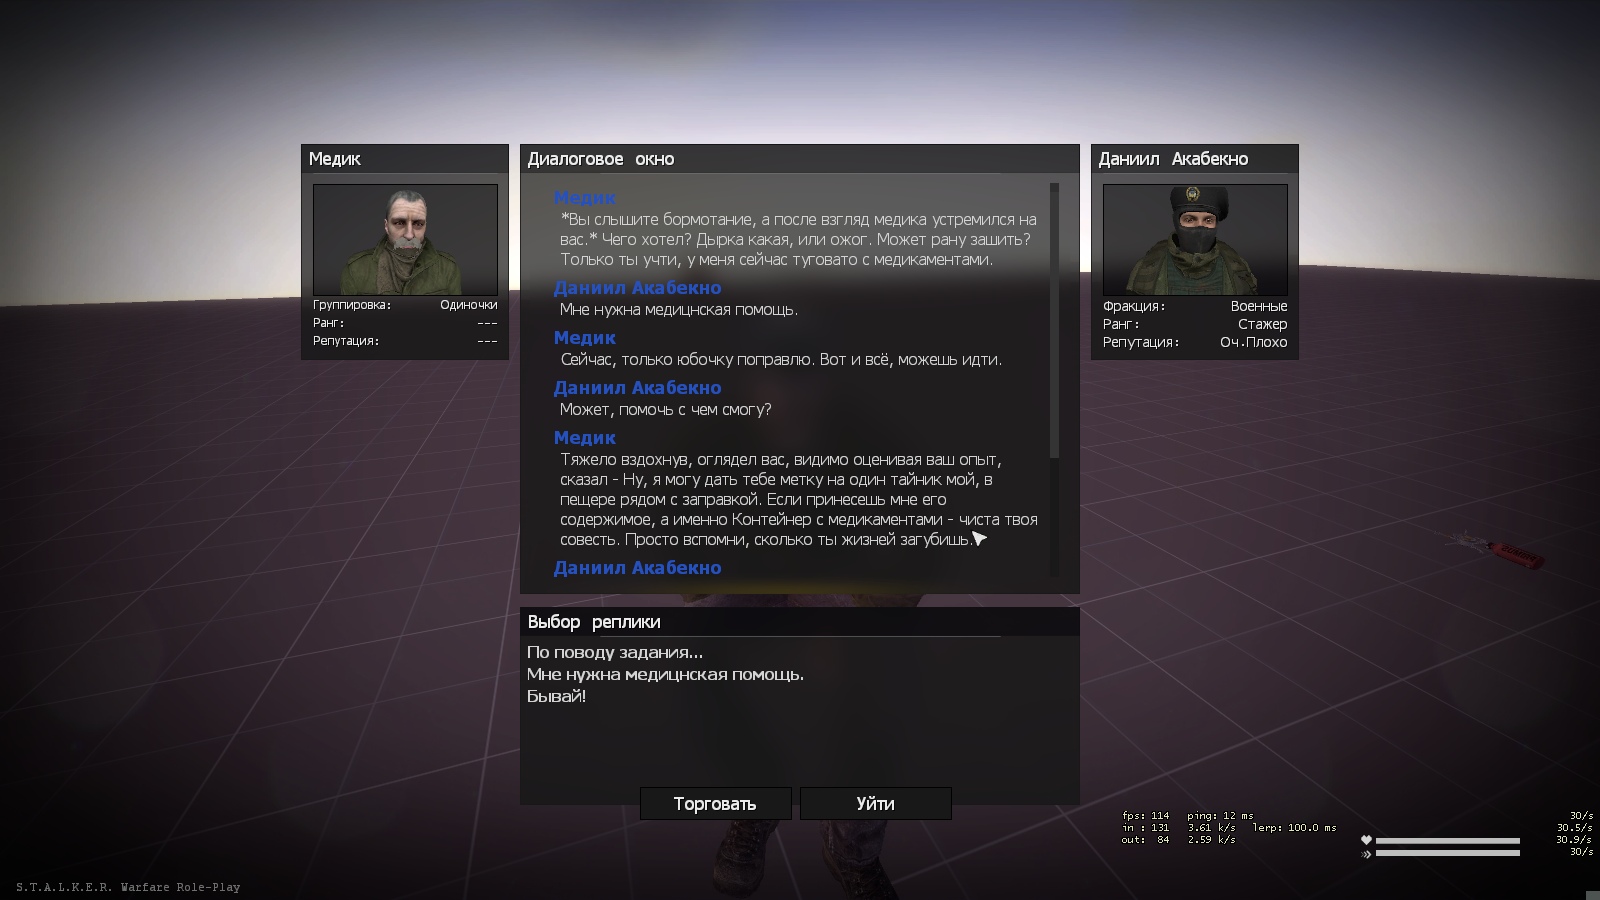 Медик
Группировка: Одиночки
Ранг: ---
Репутация: ---
Диалоговое окно
Медик
*Вы слышите бормотание, а после взгляд медика устремился на
вас.* Чего хотел? Дырка какая, или ожог. Может рану зашить?
Только ты учти, у меня сейчас туговато с медикаментами.
Даниил Акабекно
Мне нужна медицнская помощь.
Медик
Сейчас, только юбочку поправлю. Вот и всё, можешь идти.
Даниил Акабекно
Может, помочь с чем смогу?
Медик
Тяжело вздохнув, оглядел вас, видимо оценивая ваш опыт,
сказал - Ну, я могу дать тебе метку на один тайник мой, в
пещере рядом с заправкой. Если принесешь мне его
содержимое, а именно Контейнер с медикаментами - чиста твоя
совесть. Просто вспомни, сколько ты жизней загубишь.
Даниил Акабекно
Даниил Акабекно
Фракция: Военные
Ранг: Стажер
Репутация: Оч.Плохо
Выбор реплики
По поводу задания...
Мне нужна медицнская помощь.
Бывай!
Торговать
Уйти
fps: 114 ping: 12 ms 30/s
in : 131 3.61 k/s lerp: 100.0 ms 30.5/s
out: 84 2.59 k/s 30.9/s
30/s
S.T.A.L.K.E.R. Warfare Role-Play